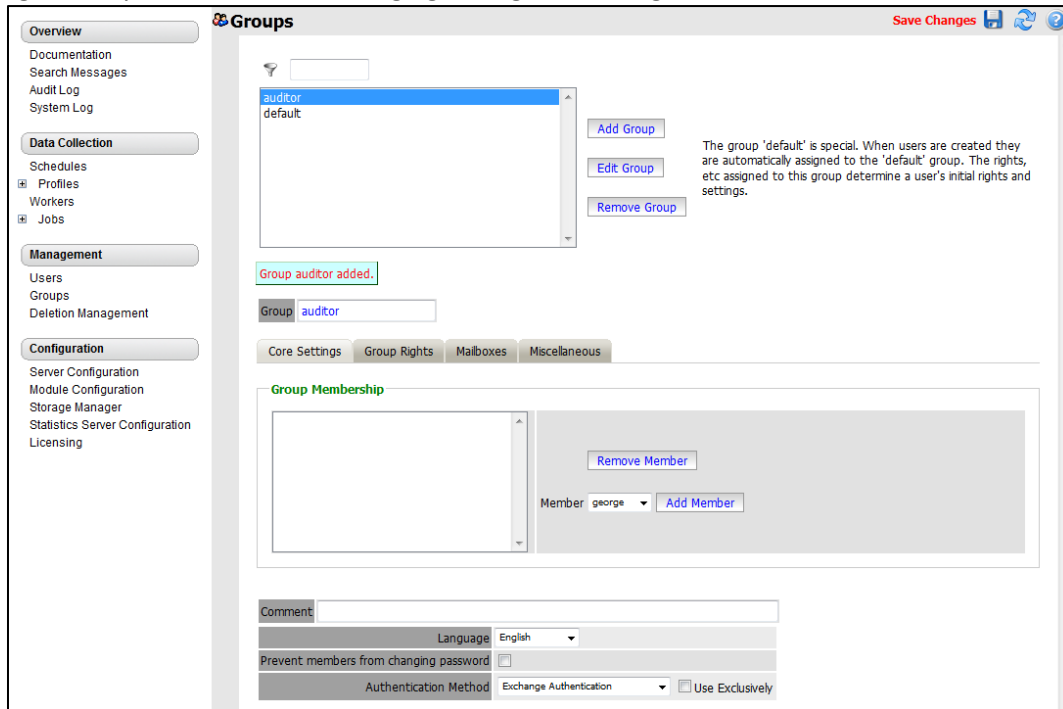 Overview
Documentation
Search Messages
Audit Log
System Log
Data Collection
Schedules
Profiles
Workers
Jobs
Management
Users
Groups
Deletion Management
Configuration
Server Configuration
Module Configuration
Storage Manager
Statistics Server Configuration
Licensing
Groups
Save Changes
auditor
default
Add Group
Edit Group
Remove Group
The group 'default' is special. When users are created they
are automatically assigned to the 'default' group. The rights,
etc assigned to this group determine a user's initial rights and
settings.
Group auditor added.
Group auditor
Core Settings Group Rights Mailboxes Miscellaneous
Group Membership
Remove Member
Member george Add Member
Comment
Language English
Prevent members from changing password
Authentication Method Exchange Authentication Use Exclusively